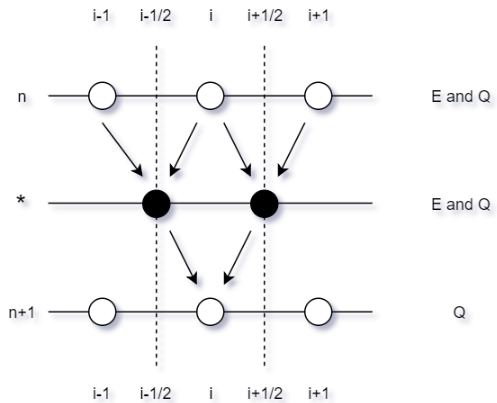 i-1 i-1/2 i i+1/2 i+1
n E and Q
* E and Q
n+1 Q
i-1 i-1/2 i i+1/2 i+1